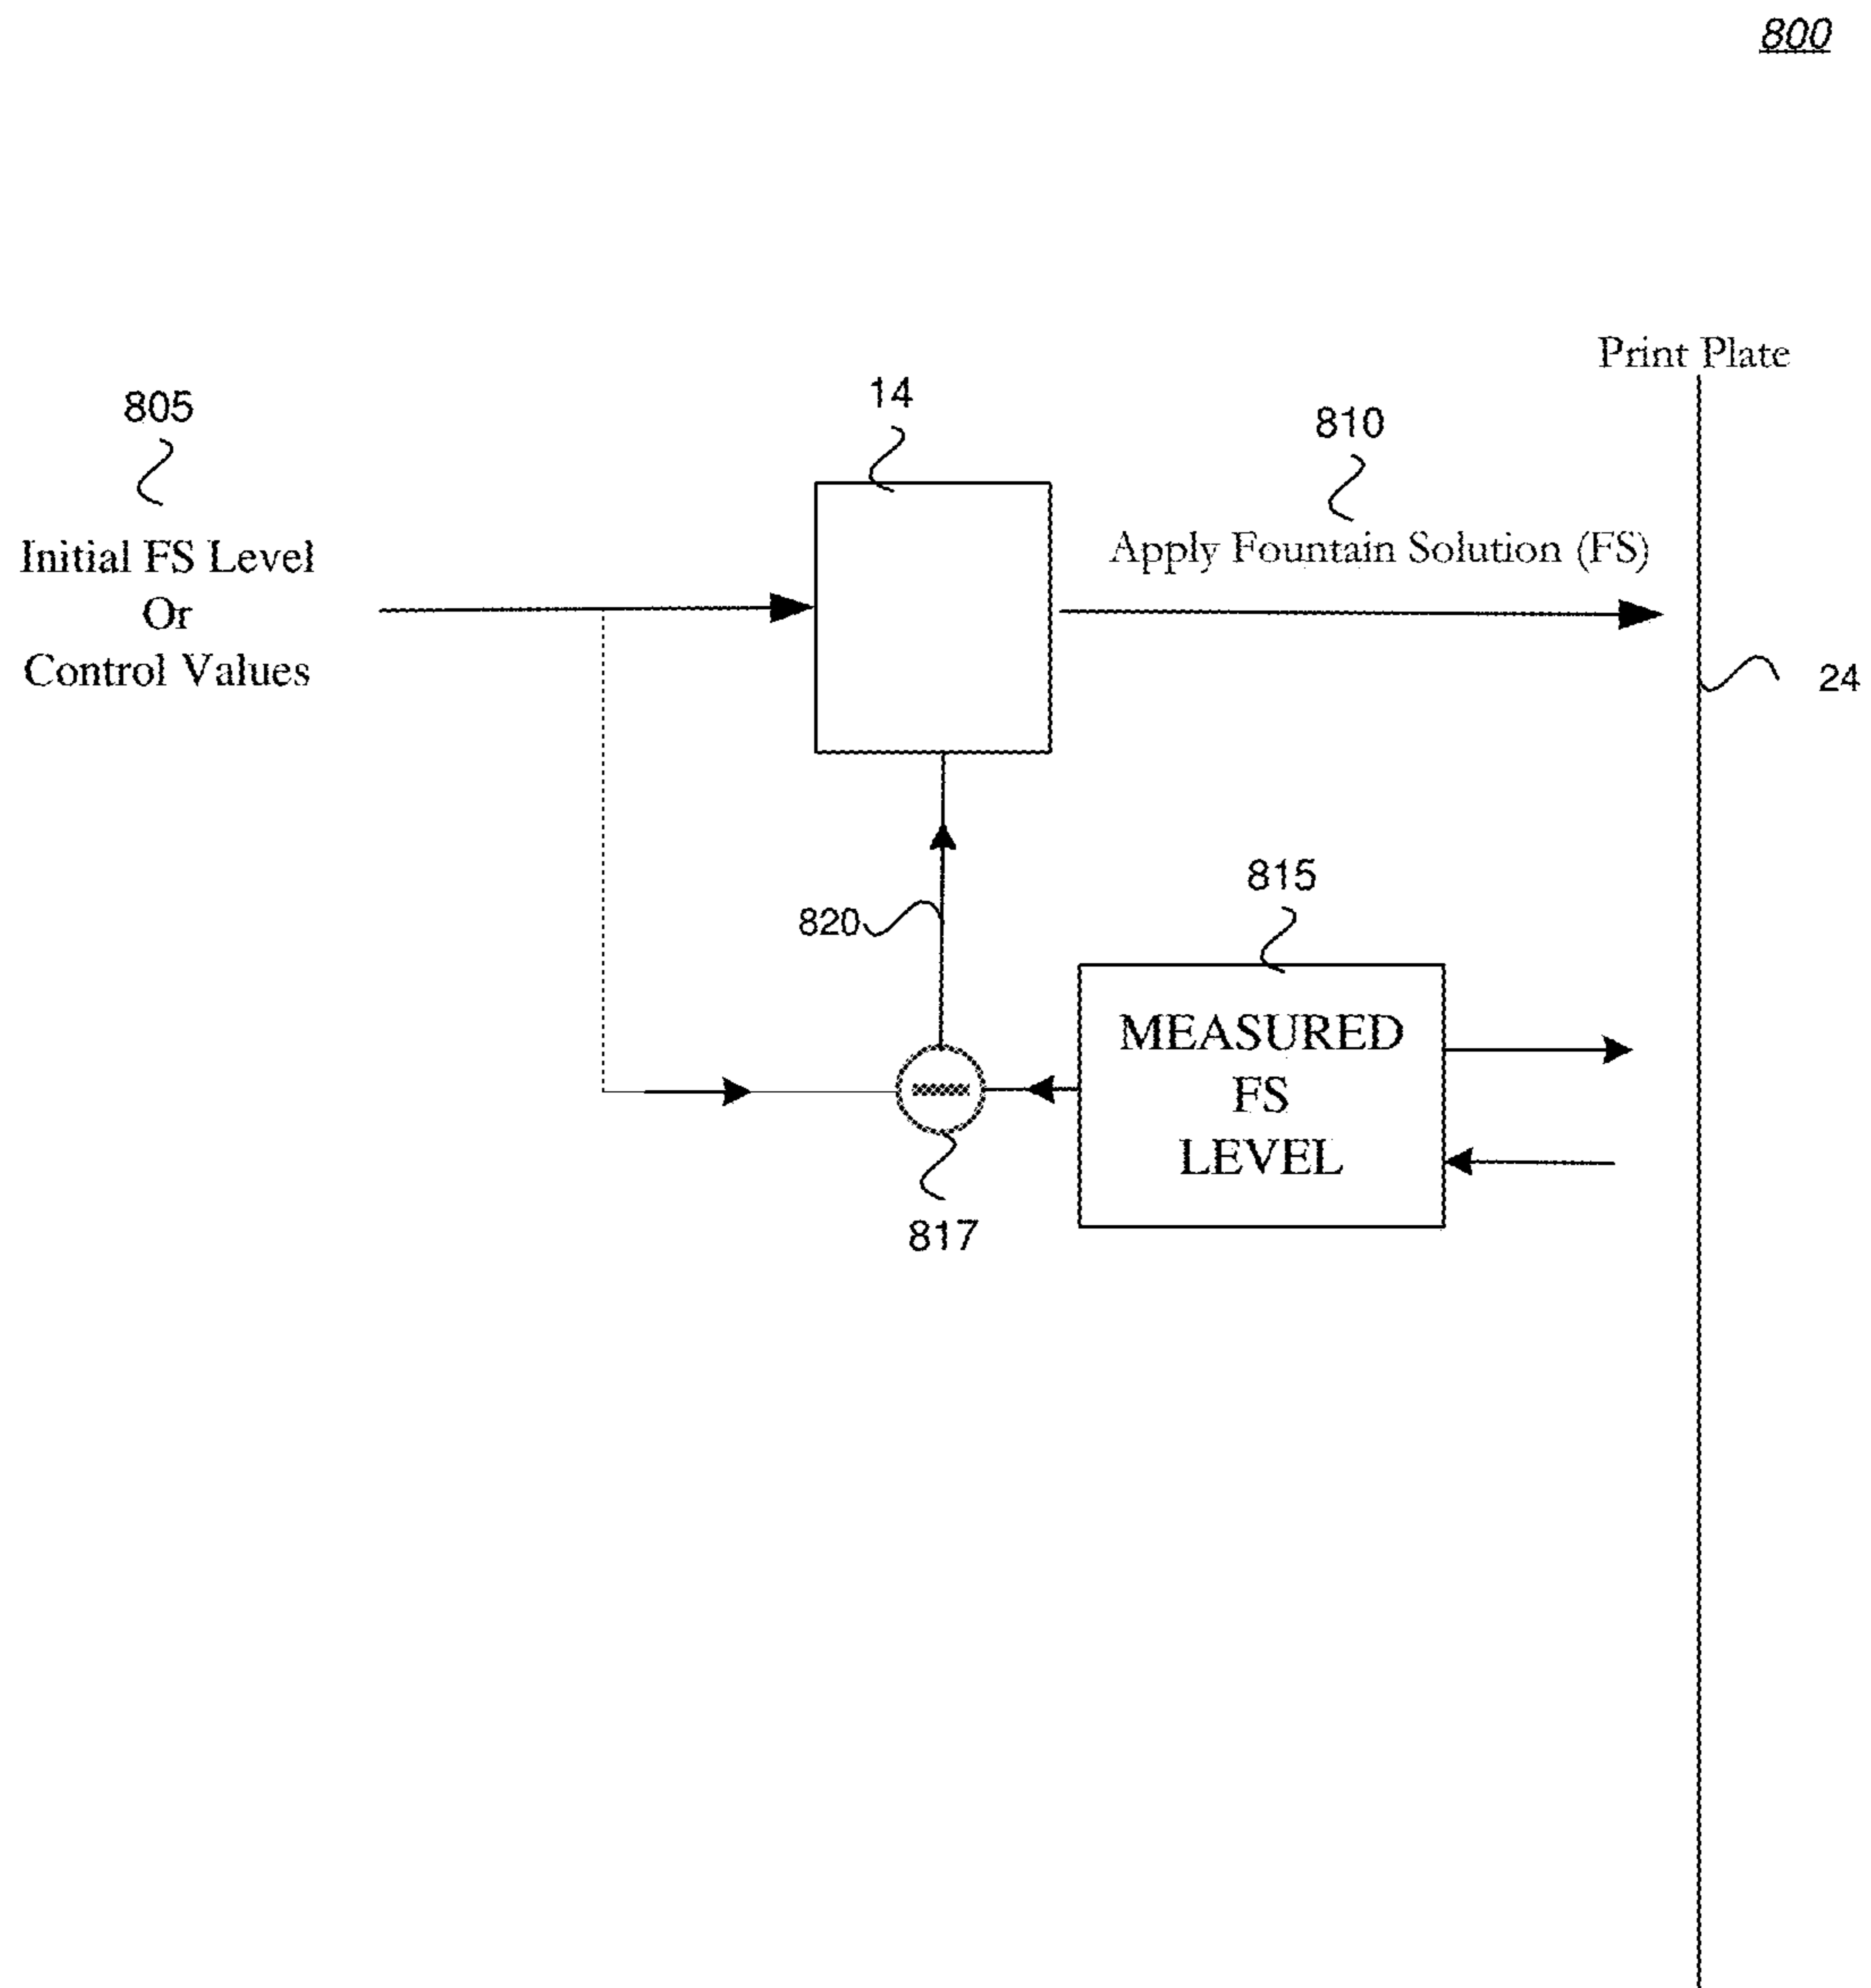 800
Print Plate
805
14
810
Initial FS Level
Or
Control Values
Apply Fountain Solution (FS)
24
815
820
MEASURED
FS
LEVEL
817